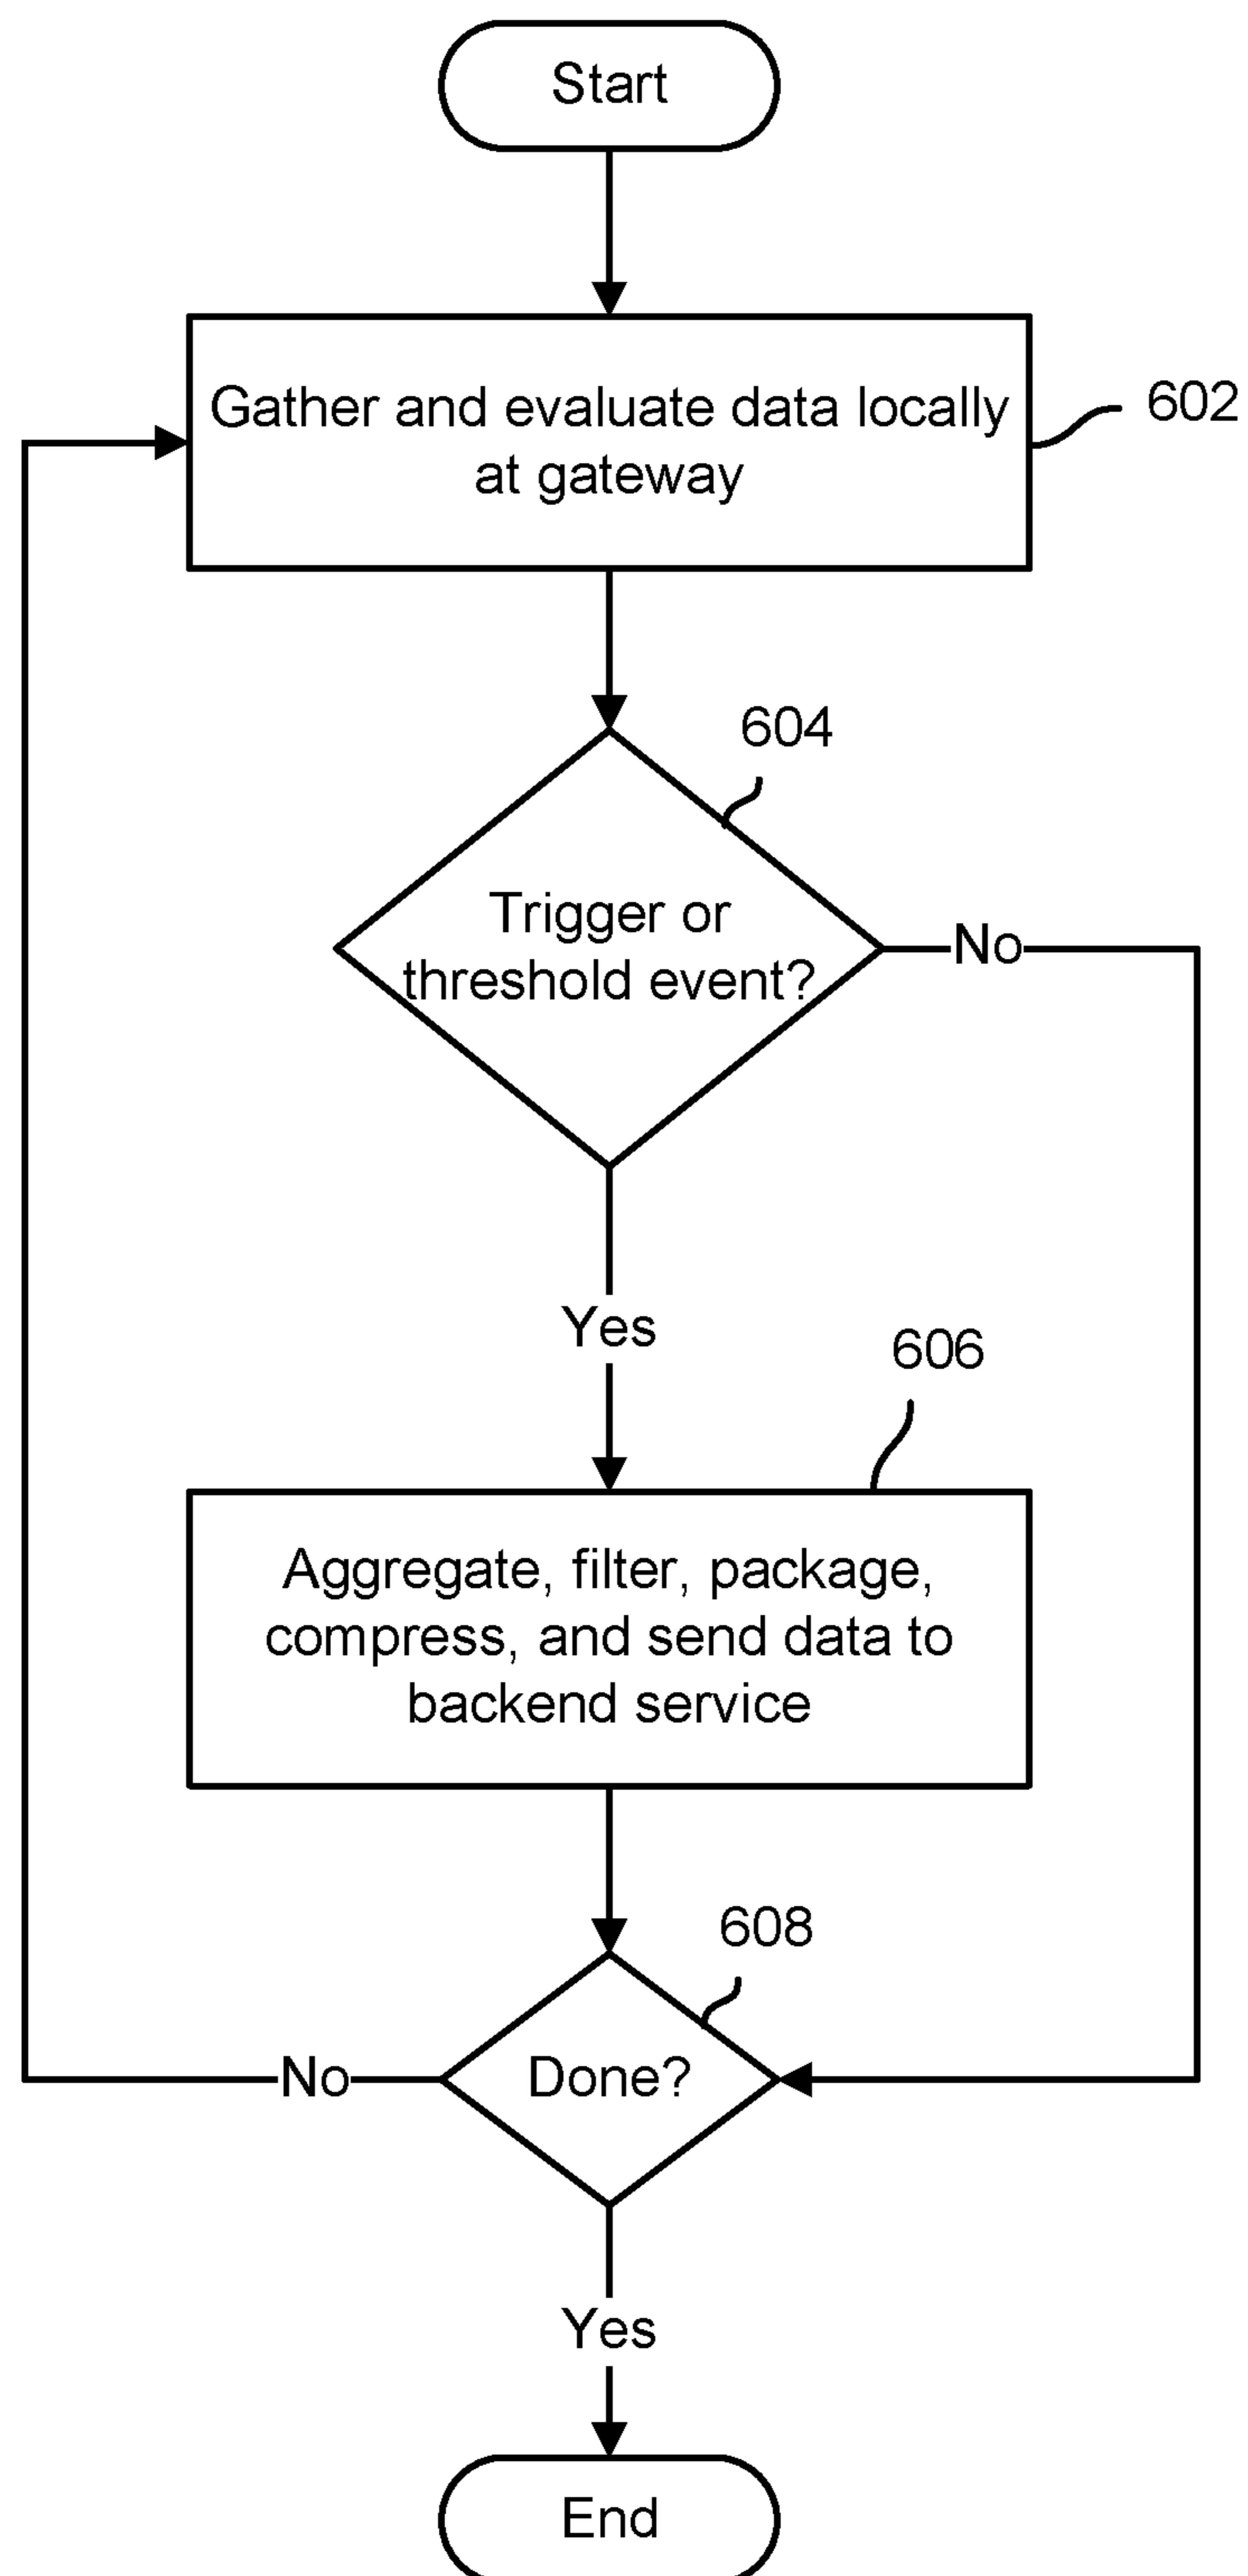 Start
Gather and evaluate data locally
at gateway
602
604
Trigger or
threshold event?
No
Yes
606
Aggregate, filter, package,
compress, and send data to
backend service
608
Done?
No
Yes
End